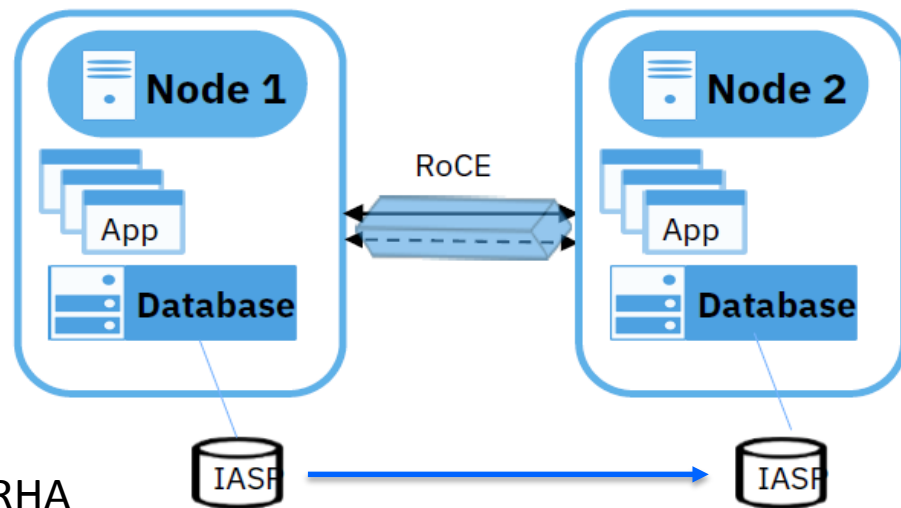 Node 1
Node 2
RoCE
App
App
Database
Database
IASP
IASP
RHA